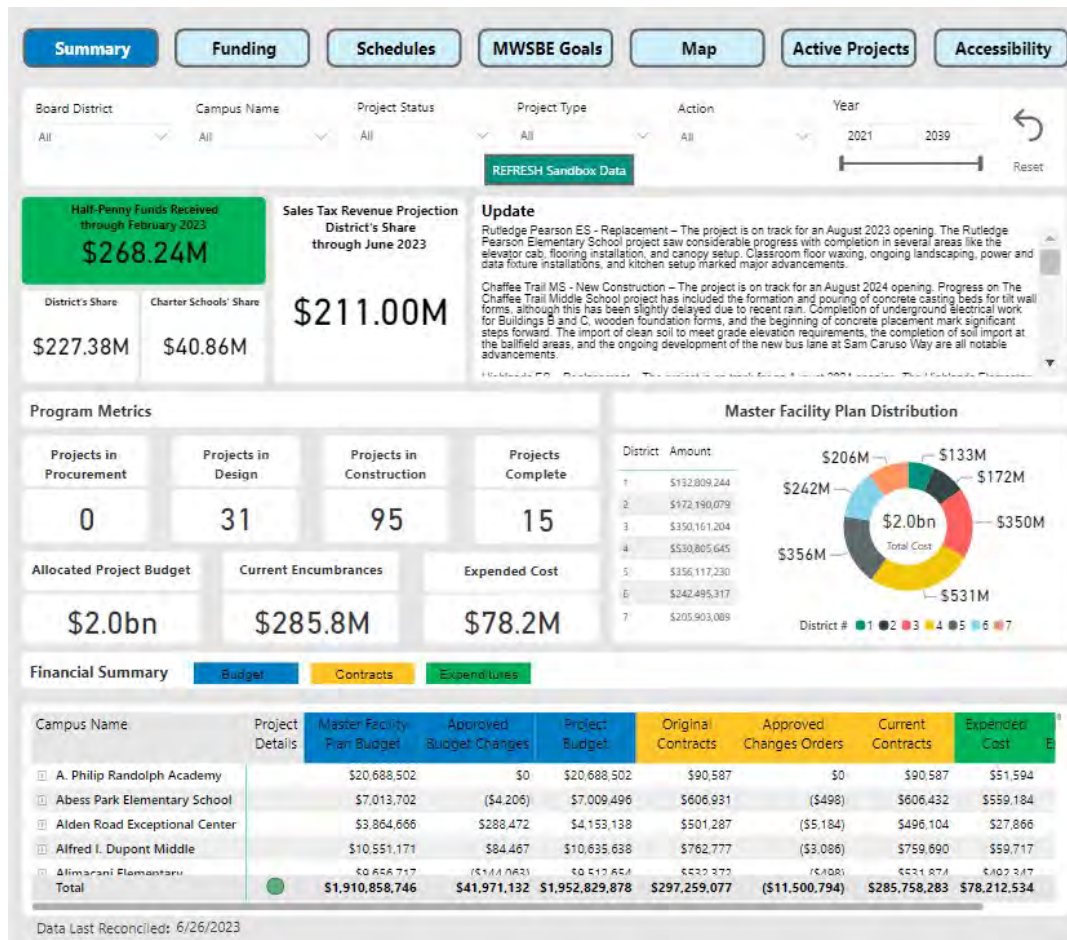 Summary Funding Schedules MWSBE Goals Map Active Projects Accessibility
Board District Campus Name Project Status Project Type Action Year
All All All All All 2021 2039
Reset
REFRESH Sandbox Data
Half-Penny Funds Received
through February 2023
$268.24M
District's Share Charter Schools' Share
$227.38M $40.86M
Sales Tax Revenue Projection
District's Share
through June 2023
$211.00M
Update
Rutledge Pearson ES - Replacement – The project is on track for an August 2023 opening. The Rutledge
Pearson Elementary School project saw considerable progress with completion in several areas like the
elevator cab, flooring installation, and canopy setup. Classroom floor waxing, ongoing landscaping, power and
data fixture installations, and kitchen setup marked major advancements.
Chaffee Trail MS - New Construction – The project is on track for an August 2024 opening. Progress on The
Chaffee Trail Middle School project has included the formation and pouring of concrete casting beds for tilt wall
forms, although this has been slightly delayed due to recent rain. Completion of underground electrical work
for Buildings B and C, wooden foundation forms, and the beginning of concrete placement mark significant
steps forward. The import of clean soil to meet grade elevation requirements, the completion of soil import at
the ballfield areas, and the ongoing development of the new bus lane at Sam Caruso Way are all notable
advancements.
Program Metrics
Projects in Procurement Projects in Design Projects in Construction Projects Complete
0 31 95 15
Allocated Project Budget Current Encumbrances Expended Cost
$2.0bn $285.8M $78.2M
Master Facility Plan Distribution
District Amount
1 $132,809,244
2 $172,190,079
3 $350,161,204
4 $530,805,645
5 $356,117,230
6 $242,495,317
7 $205,903,089
$206M $133M
$242M $172M
$2.0bn $350M
Total Cost
$356M
$531M
District # 1 2 3 4 5 6 7
Financial Summary Budget Contracts Expenditures
Campus Name Project Details Master Facility Plan Budget Approved Budget Changes Project Budget Original Contracts Approved Changes Orders Current Contracts Expended Cost
A. Philip Randolph Academy $20,688,502 $0 $20,688,502 $90,587 $0 $90,587 $51,594
Abess Park Elementary School $7,013,702 ($4,206) $7,009,496 $606,931 ($498) $606,432 $559,184
Alden Road Exceptional Center $3,864,666 $288,472 $4,153,138 $501,287 ($5,184) $496,104 $27,866
Alfred I. Dupont Middle $10,551,171 $84,467 $10,635,638 $762,777 ($3,086) $759,690 $59,717
Alimacani Elementary $9,656,717 ($144,063) $9,512,654 $532,372 ($498) $531,874 $492,347
Total $1,910,858,746 $41,971,132 $1,952,829,878 $297,259,077 ($11,500,794) $285,758,283 $78,212,534
Data Last Reconciled: 6/26/2023